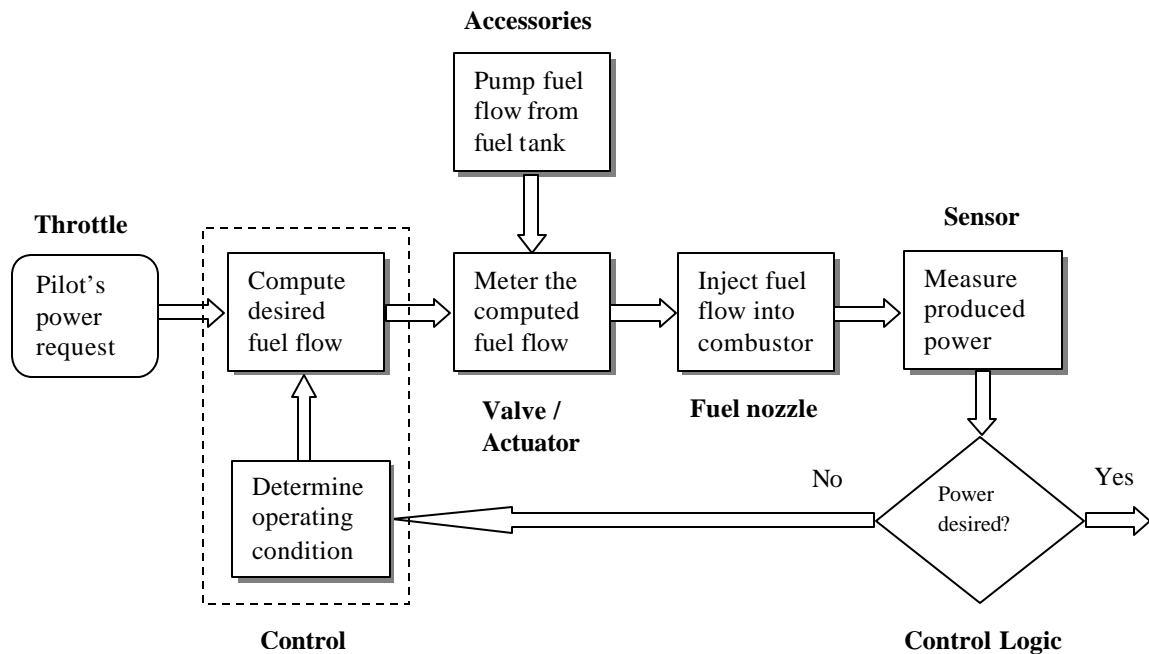 Accessories
Pump fuel
flow from
fuel tank
Throttle
Pilot's
power
request
Compute
desired
fuel flow
Meter the
computed
fuel flow
Valve /
Actuator
Inject fuel
flow into
combustor
Fuel nozzle
Sensor
Measure
produced
power
Determine
operating
condition
Control
No
Power
desired?
Yes
Control Logic